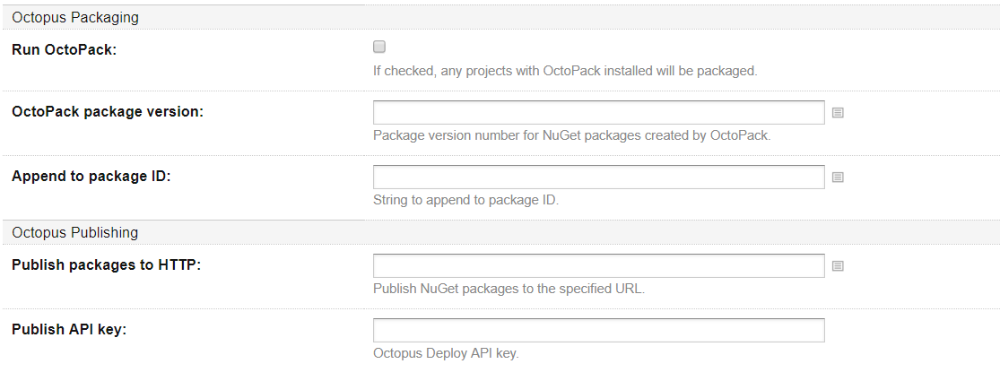 Octopus Packaging
Run OctoPack:
If checked, any projects with OctoPack installed will be packaged.
OctoPack package version:
Package version number for NuGet packages created by OctoPack.
Append to package ID:
String to append to package ID.
Octopus Publishing
Publish packages to HTTP:
Publish NuGet packages to the specified URL.
Publish API key:
Octopus Deploy API key.